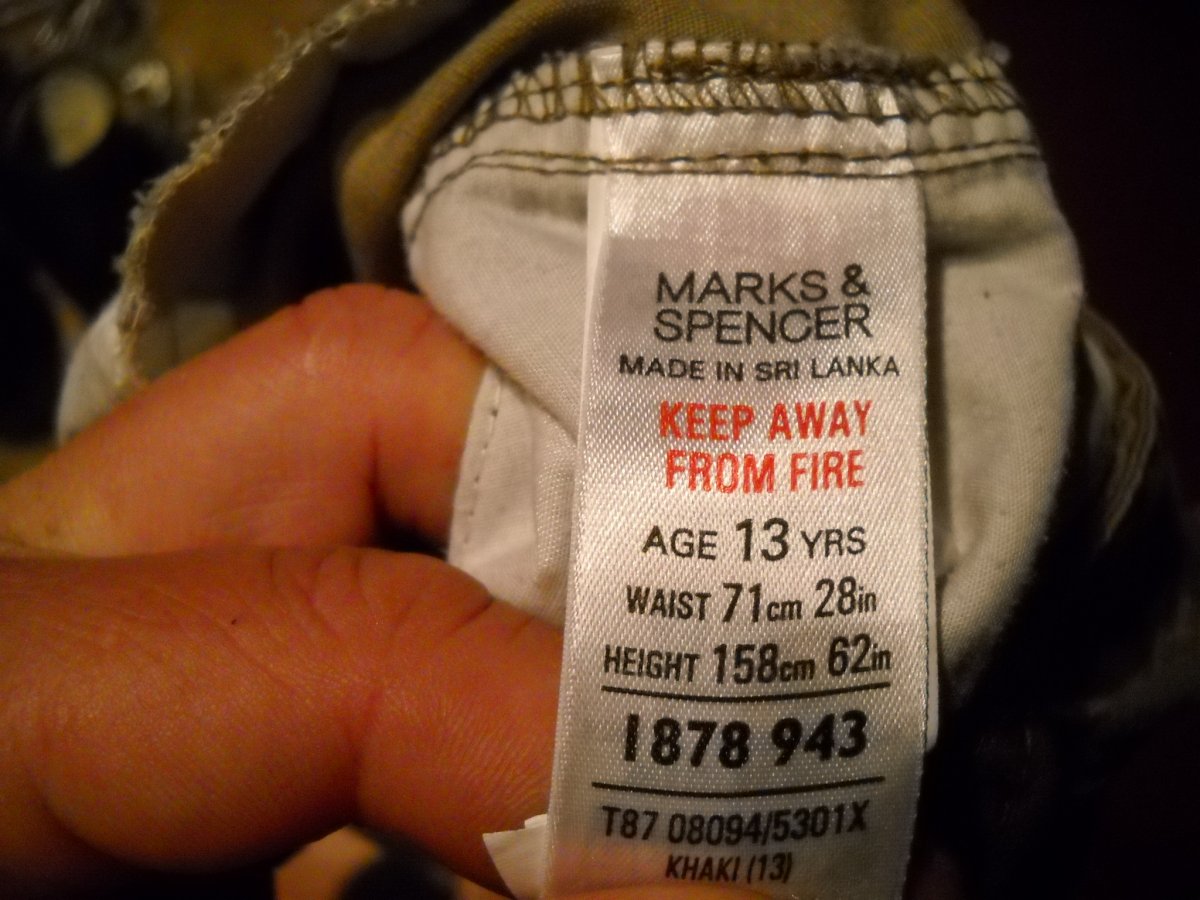 MARKS &
SPENCER
MADE IN SRI LANKA
KEEP AWAY
FROM FIRE
AGE 13 YRS
WAIST 71cm 28in
HEIGHT 158cm 62in
1878 943
T87 08094/5301X
KHAKI (13)